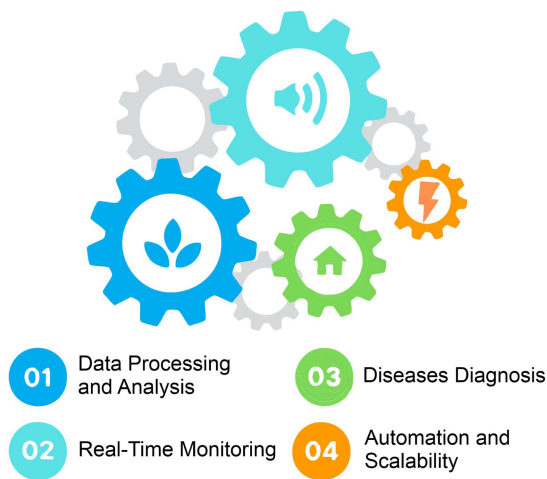 01
Data Processing
and Analysis
02
Real-Time Monitoring
03
Diseases Diagnosis
04
Automation and
Scalability